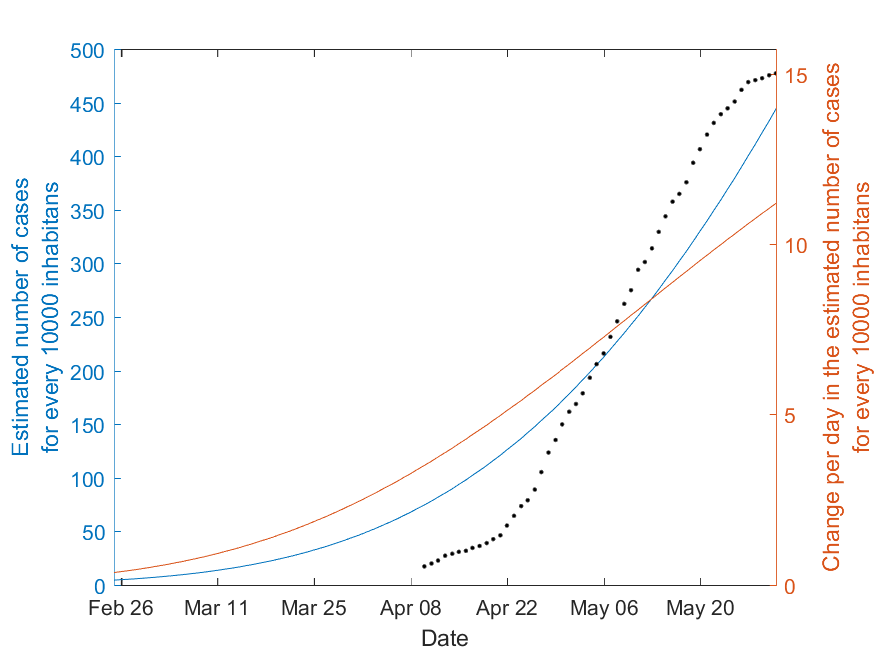 500
450
400
350
300
250
200
150
100
50
0
Estimated number of cases
for every 10000 inhabitans
15
10
5
0
Change per day in the estimated number of cases
for every 10000 inhabitans
Feb 26 Mar 11 Mar 25 Apr 08 Apr 22 May 06 May 20
Date